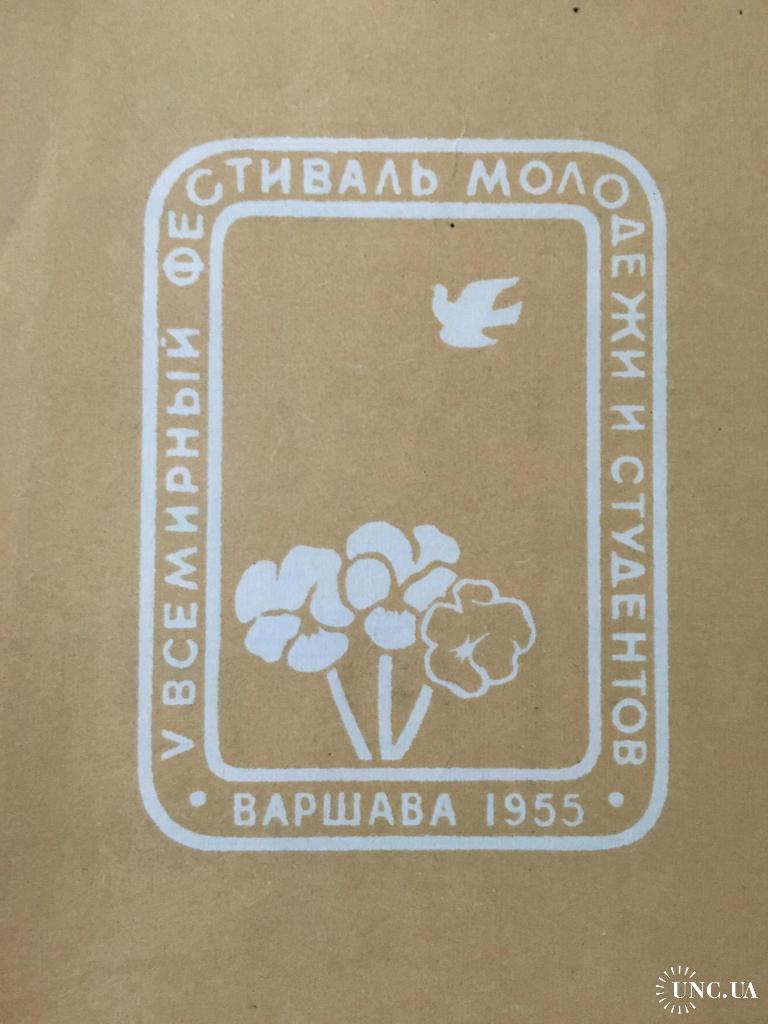 V ВСЕМИРНЫЙ ФЕСТИВАЛЬ МОЛОДЕЖИ И СТУДЕНТОВ
• ВАРШАВА 1955 •
UNC.UA